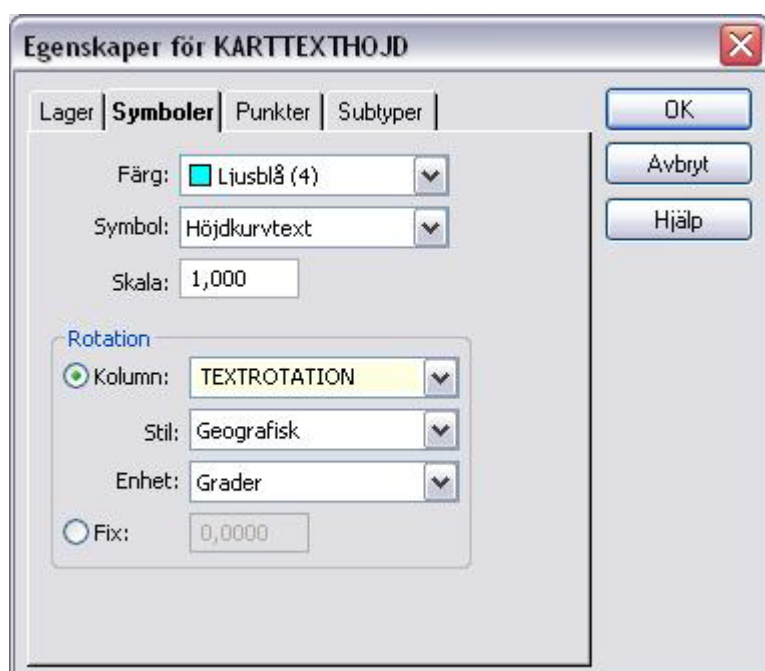 Egenskaper för KARTTEXTHOJD
Lager Symboler Punkter Subtyper
OK
Avbryt
Hjälp
Färg: Ljusblå (4)
Symbol: Höjdkurvtext
Skala: 1,000
Rotation
Kolumn: TEXTROTATION
Stil: Geografisk
Enhet: Grader
Fix: 0,0000